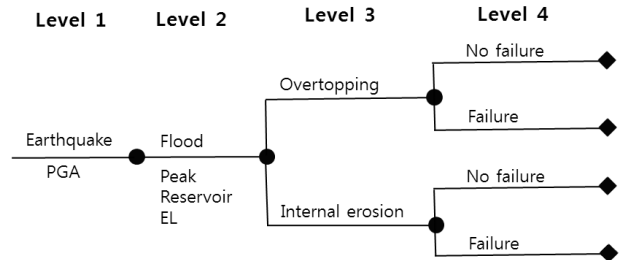 Level 1
Level 2
Level 3
Level 4
Earthquake
PGA
Flood
Peak
Reservoir
EL
Overtopping
Internal erosion
No failure
Failure
No failure
Failure